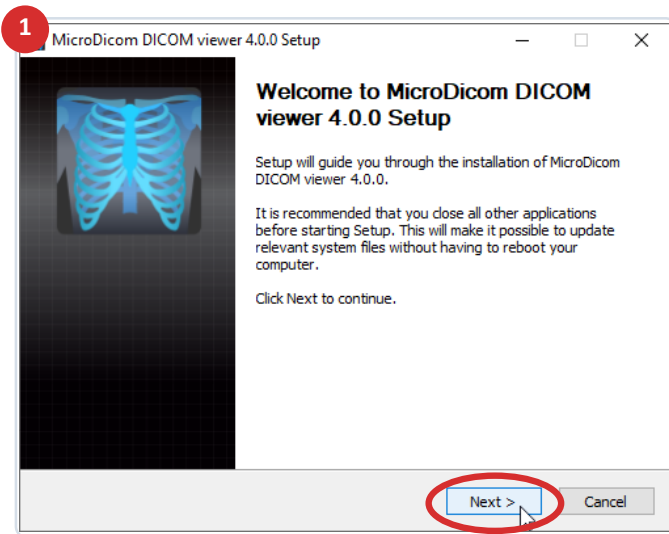 1
MicroDicom DICOM viewer 4.0.0 Setup
Welcome to MicroDicom DICOM
viewer 4.0.0 Setup
Setup will guide you through the installation of MicroDicom
DICOM viewer 4.0.0.
It is recommended that you close all other applications
before starting Setup. This will make it possible to update
relevant system files without having to reboot your
computer.
Click Next to continue.
Next >
Cancel